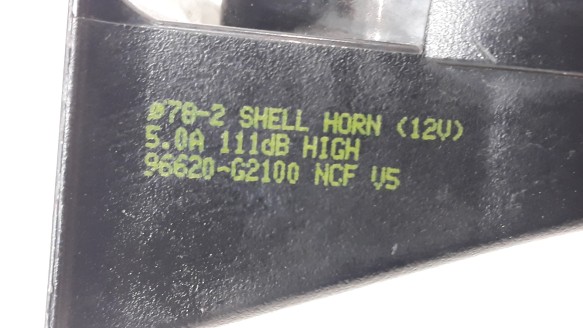 ø78-2 SHELL HORN (12V)
5.0A 111dB HIGH
96620-G2100 NCF V5